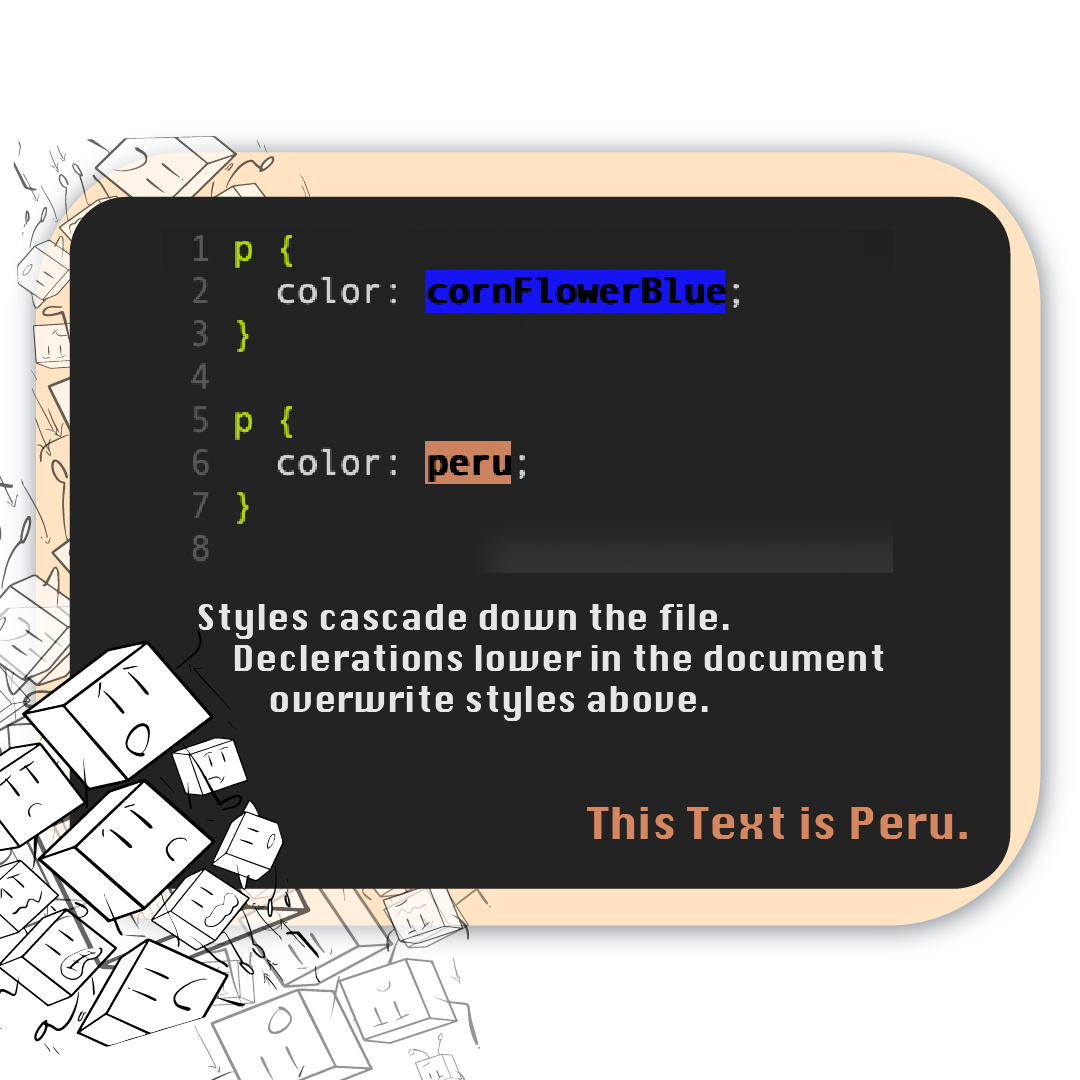 1 p {
2 color: cornFlowerBlue;
3 }
4
5 p {
6 color: peru;
7 }
8
Styles cascade down the file.
Declerations lower in the document
overwrite styles above.
This Text is Peru.